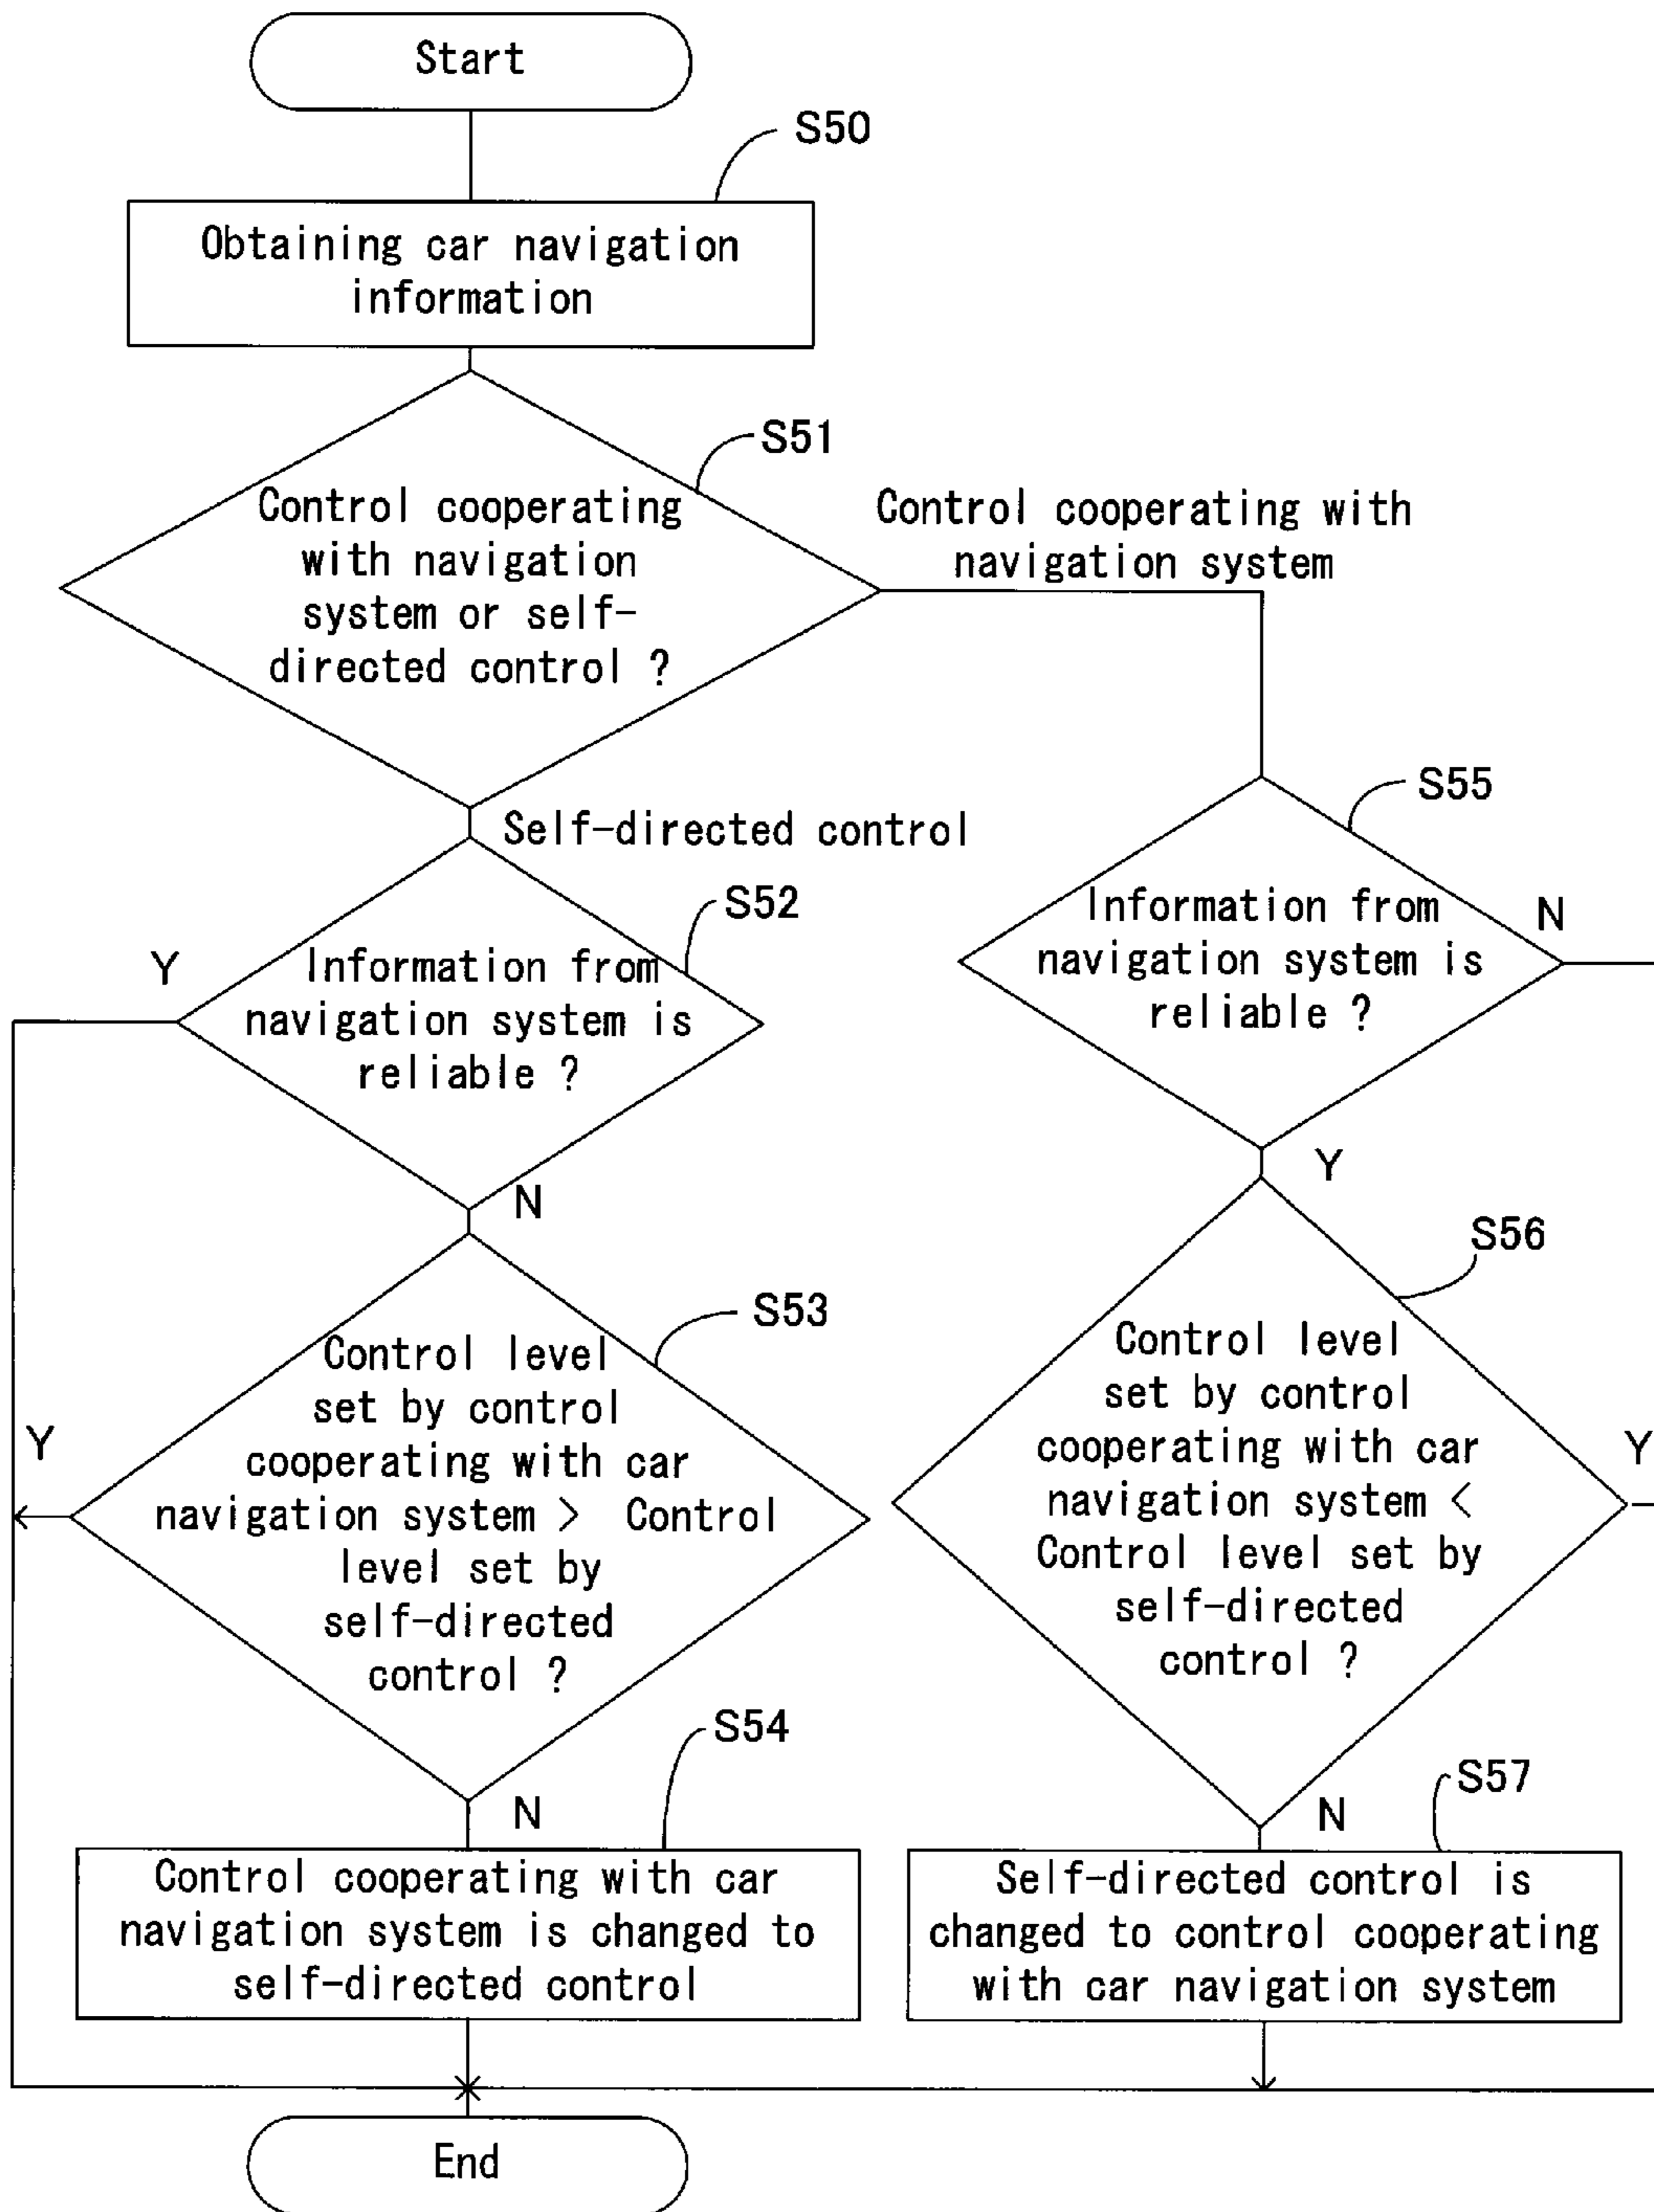 Start
S50
Obtaining car navigation
information
S51
Control cooperating
with navigation
system or self-
directed control ?
Control cooperating with
navigation system
Self-directed control
S52
Information from
navigation system is
reliable ?
Y
N
S53
Control level
set by control
cooperating with car
navigation system > Control
level set by
self-directed
control ?
Y
N
S54
Control cooperating with car
navigation system is changed to
self-directed control
S55
Information from
navigation system is
reliable ?
N
Y
S56
Control level
set by control
cooperating with car
navigation system <
Control level set by
self-directed
control ?
Y
N
S57
Self-directed control is
changed to control cooperating
with car navigation system
End